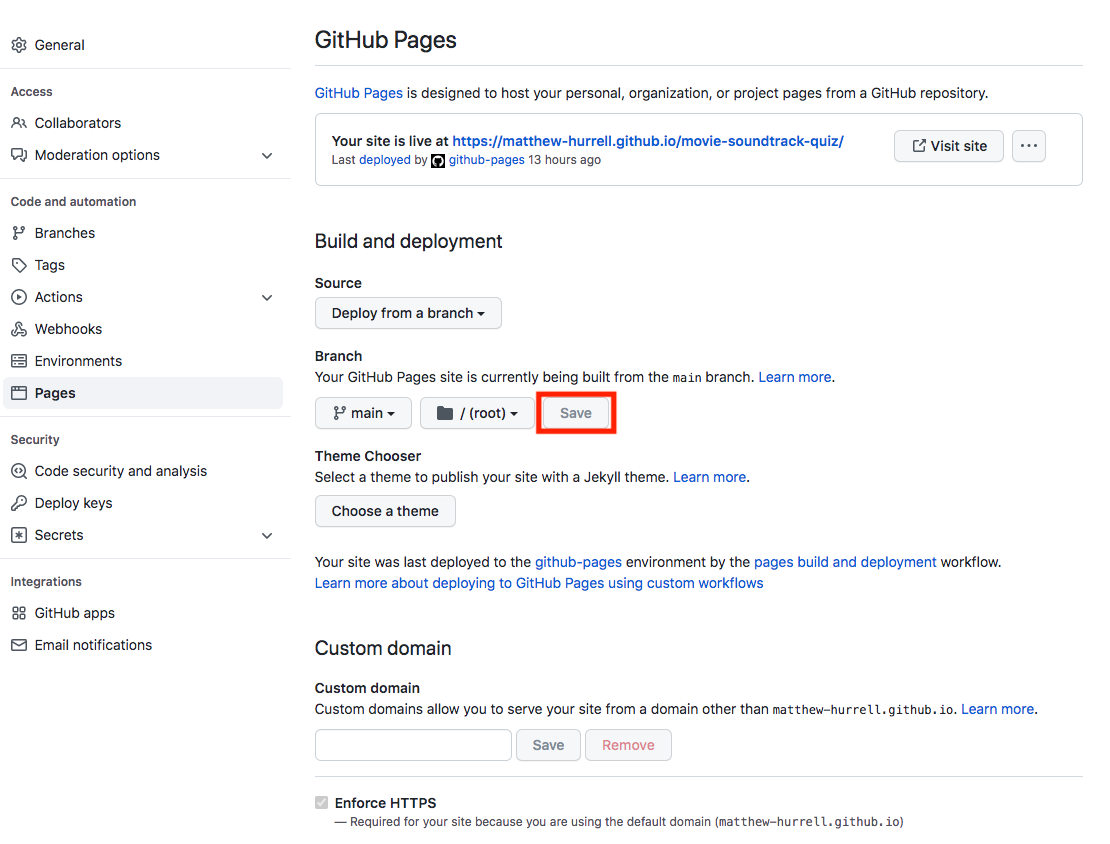 General
Access
Collaborators
Moderation options
Code and automation
Branches
Tags
Actions
Webhooks
Environments
Pages
Security
Code security and analysis
Deploy keys
Secrets
Integrations
GitHub apps
Email notifications
GitHub Pages
GitHub Pages is designed to host your personal, organization, or project pages from a GitHub repository.
Your site is live at https://matthew-hurrell.github.io/movie-soundtrack-quiz/
Last deployed by github-pages 13 hours ago
Visit site
Build and deployment
Source
Deploy from a branch
Branch
Your GitHub Pages site is currently being built from the main branch. Learn more.
main / (root) Save
Theme Chooser
Select a theme to publish your site with a Jekyll theme. Learn more.
Choose a theme
Your site was last deployed to the github-pages environment by the pages build and deployment workflow.
Learn more about deploying to GitHub Pages using custom workflows
Custom domain
Custom domain
Custom domains allow you to serve your site from a domain other than matthew-hurrell.github.io. Learn more.
Save Remove
Enforce HTTPS
— Required for your site because you are using the default domain (matthew-hurrell.github.io)